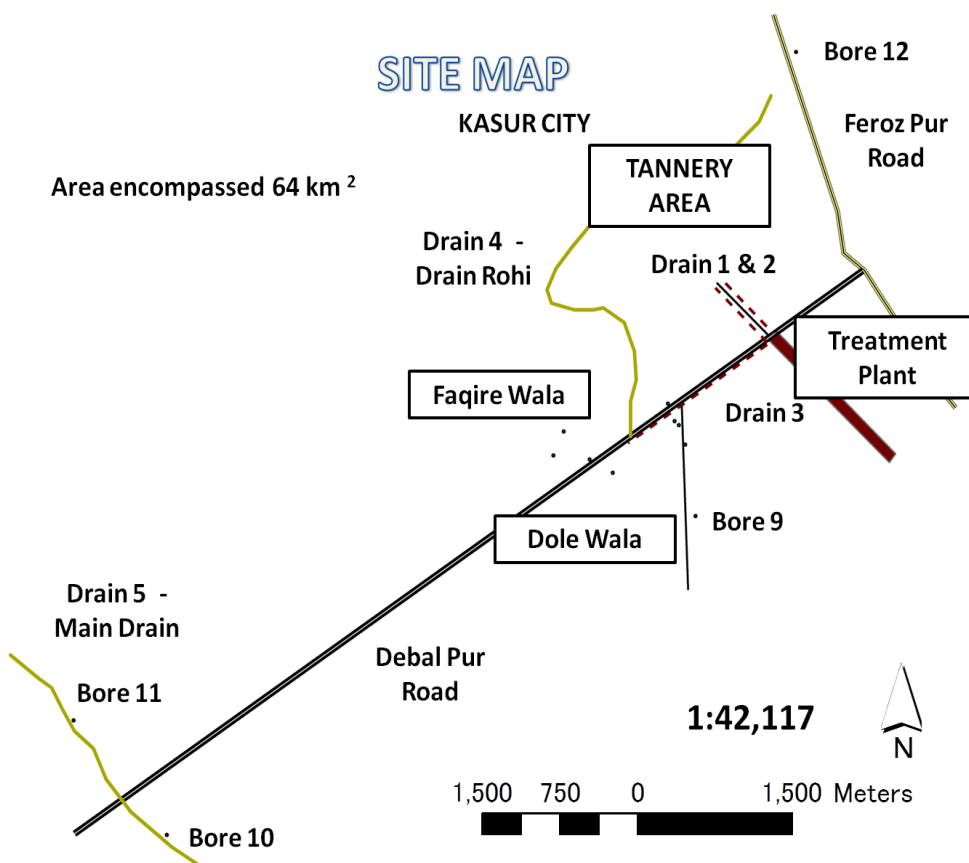 SITE MAP
Bore 12
KASUR CITY
Feroz Pur
Road
TANNERY
AREA
Area encompassed 64 km ²
Drain 4 -
Drain Rohi
Drain 1 & 2
Treatment
Plant
Faqire Wala
Drain 3
Bore 9
Dole Wala
Drain 5 -
Main Drain
Debal Pur
Road
Bore 11
1:42,117
N
1,500 750 0 1,500 Meters
Bore 10